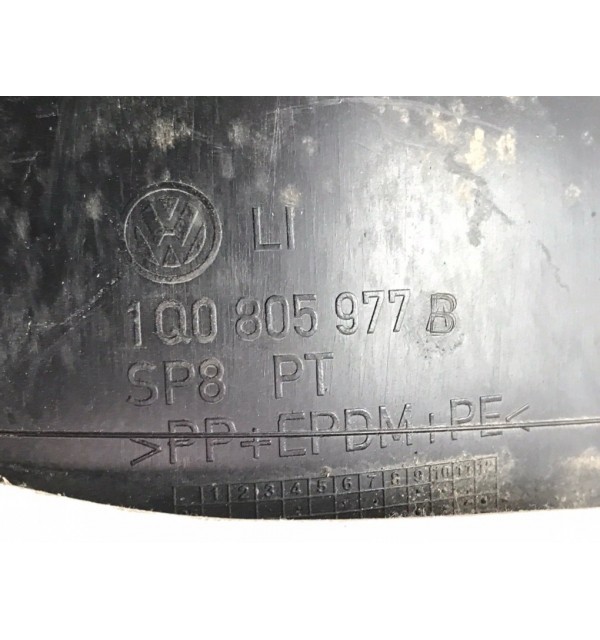 VW LI
1Q0 805 977 B
SP8 PT
>PP+EPDM+PE<
1 2 3 4 5 6 7 8 9 10 11 12